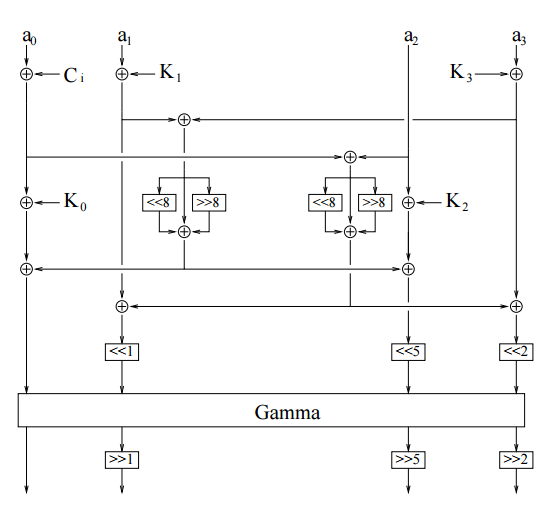 a₀ a₁ a₂ a₃
Cᵢ K₁ K₃
K₀ <<8 >>8 <<8 >>8 K₂
<<1 <<5 <<2
Gamma
>>1 >>5 >>2